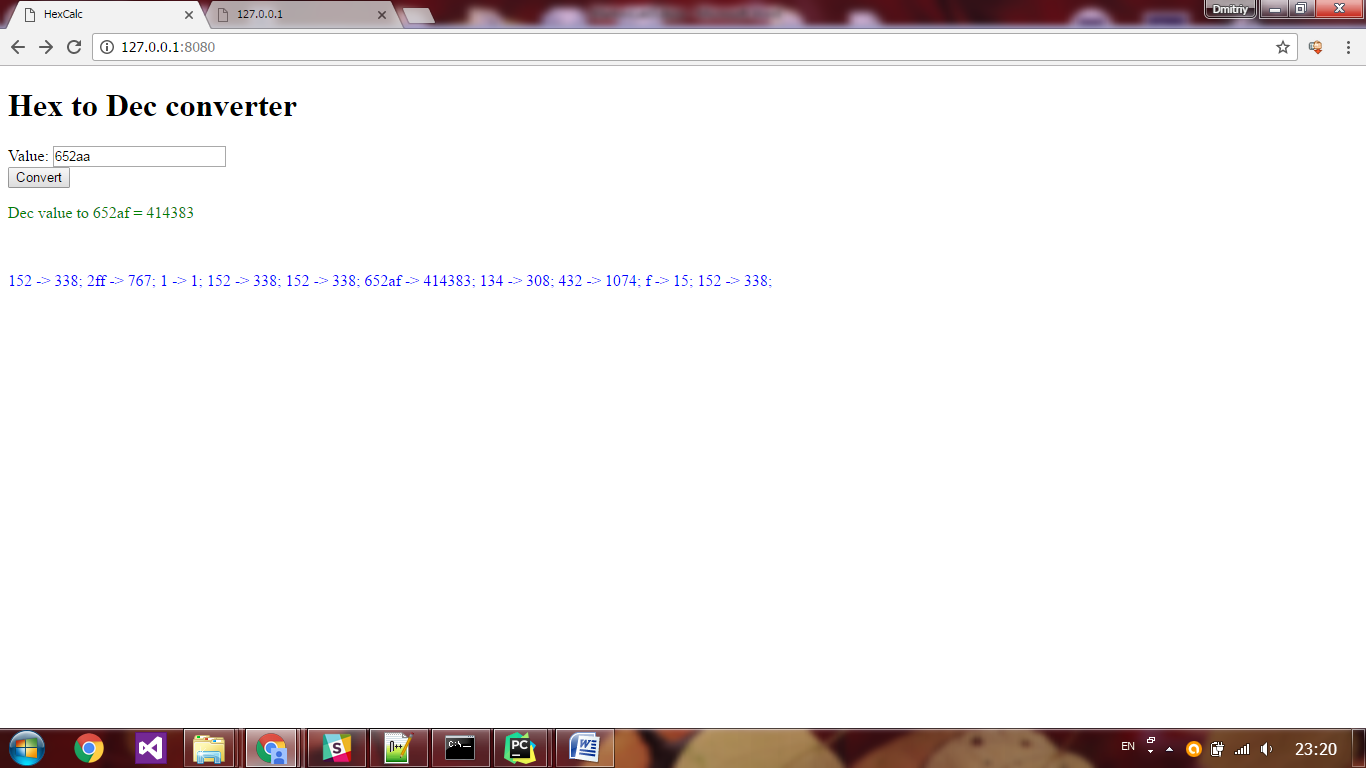 HexCalc
127.0.0.1
Dmitriy
127.0.0.1:8080
Hex to Dec converter
Value: 652aa
Convert
Dec value to 652af = 414383
152 -> 338; 2ff -> 767; 1 -> 1; 152 -> 338; 152 -> 338; 652af -> 414383; 134 -> 308; 432 -> 1074; f -> 15; 152 -> 338;
EN
23:20